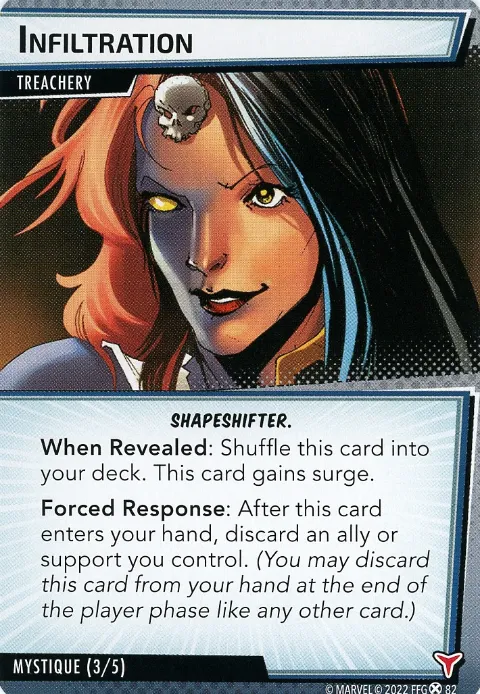 INFILTRATION
TREACHERY
SHAPESHIFTER.
When Revealed: Shuffle this card into
your deck. This card gains surge.
Forced Response: After this card
enters your hand, discard an ally or
support you control. (You may discard
this card from your hand at the end of
the player phase like any other card.)
MYSTIQUE (3/5)
© MARVEL © 2022 FFG 82